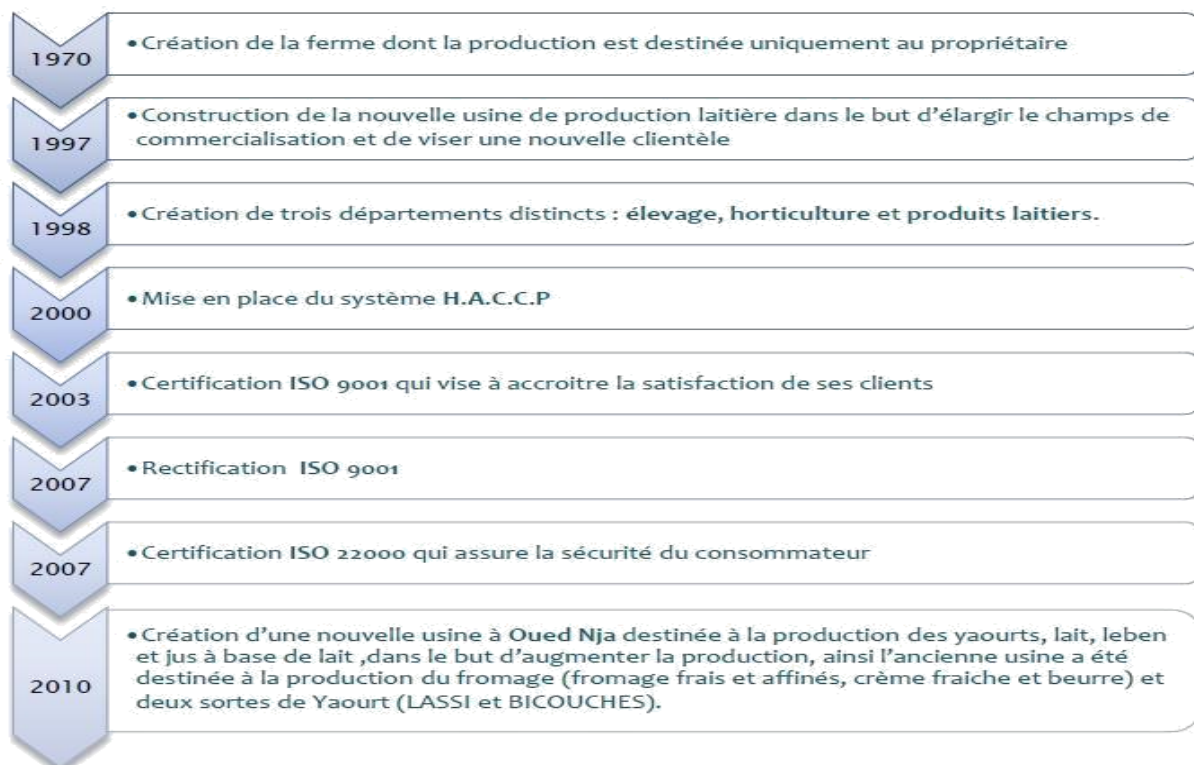 1970
• Création de la ferme dont la production est destinée uniquement au propriétaire
1997
• Construction de la nouvelle usine de production laitière dans le but d'élargir le champs de
commercialisation et de viser une nouvelle clientèle
1998
• Création de trois départements distincts : élevage, horticulture et produits laitiers.
2000
• Mise en place du système H.A.C.C.P
2003
• Certification ISO 9001 qui vise à accroitre la satisfaction de ses clients
2007
• Rectification ISO 9001
2007
• Certification ISO 22000 qui assure la sécurité du consommateur
2010
• Création d'une nouvelle usine à Oued Nja destinée à la production des yaourts, lait, leben
et jus à base de lait ,dans le but d'augmenter la production, ainsi l'ancienne usine a été
destinée à la production du fromage (fromage frais et affinés, crème fraiche et beurre) et
deux sortes de Yaourt (LASSI et BICOUCHES).